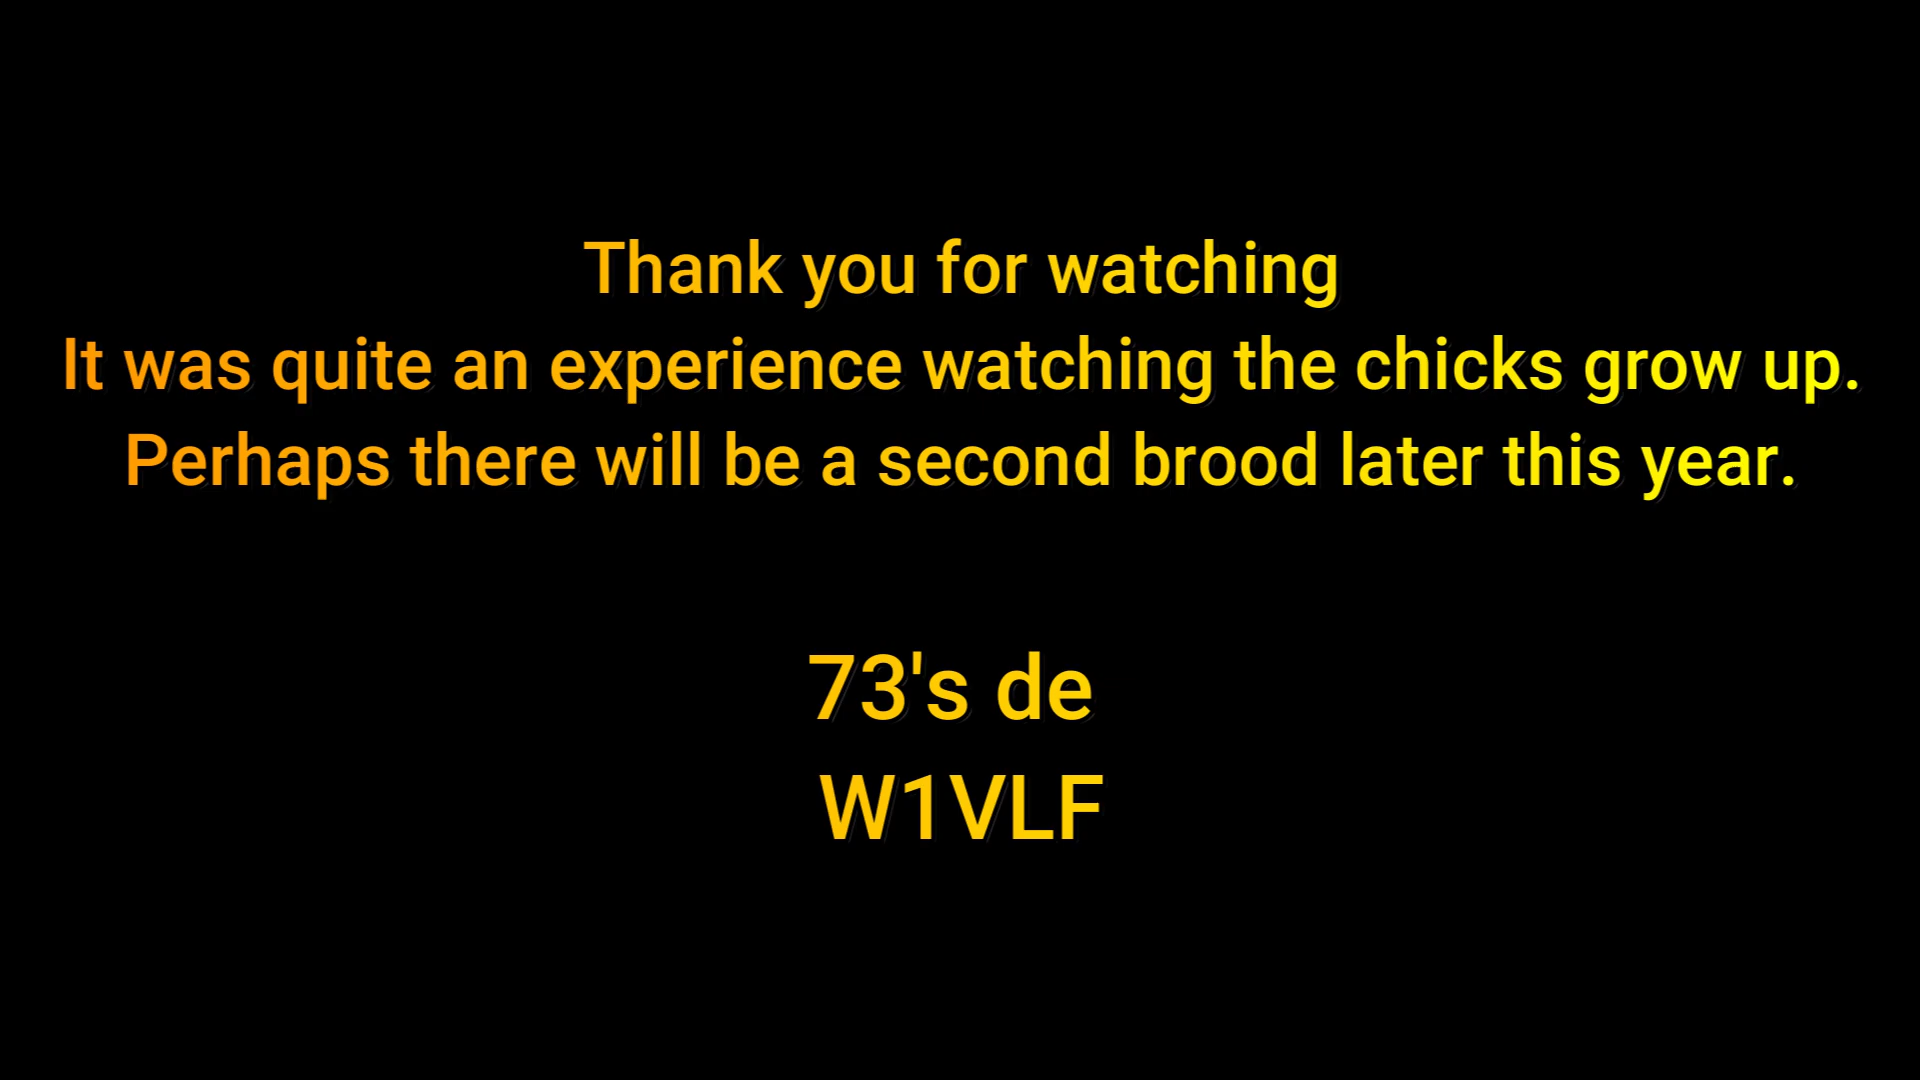 Thank you for watching
It was quite an experience watching the chicks grow up.
Perhaps there will be a second brood later this year.
73's de
W1VLF